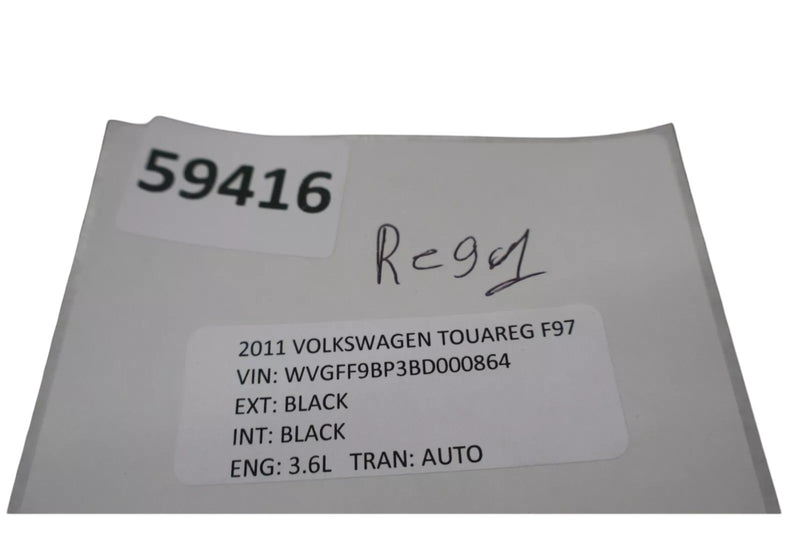 59416
2011 VOLKSWAGEN TOUAREG F97
VIN: WVGFF9BP3BD000864
EXT: BLACK
INT: BLACK
ENG: 3.6L TRAN: AUTO